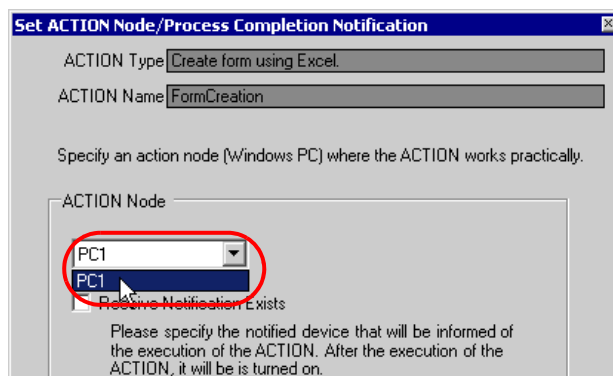 Set ACTION Node/Process Completion Notification
ACTION Type Create form using Excel.
ACTION Name FormCreation
Specify an action node (Windows PC) where the ACTION works practically.
ACTION Node
PC1
PC1
Receive Notification Exists
Please specify the notified device that will be informed of
the execution of the ACTION. After the execution of the
ACTION, it will be is turned on.